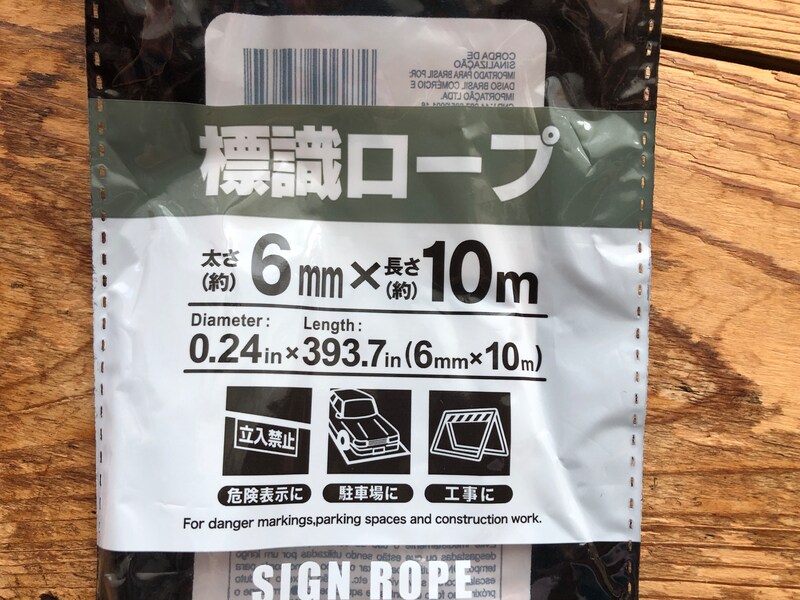 CORDA DE
SINALIZAÇÃO
IMPORTADO PARA BRASIL POR:
DAISO BRASIL COMÉRCIO E
IMPORTAÇÃO LTDA.
標識ロープ
太さ(約) 6mm×長さ(約) 10m
Diameter: Length:
0.24in×393.7in(6mm×10m)
立入禁止
危険表示に 駐車場に 工事に
For danger markings,parking spaces and construction work.
SIGN ROPE